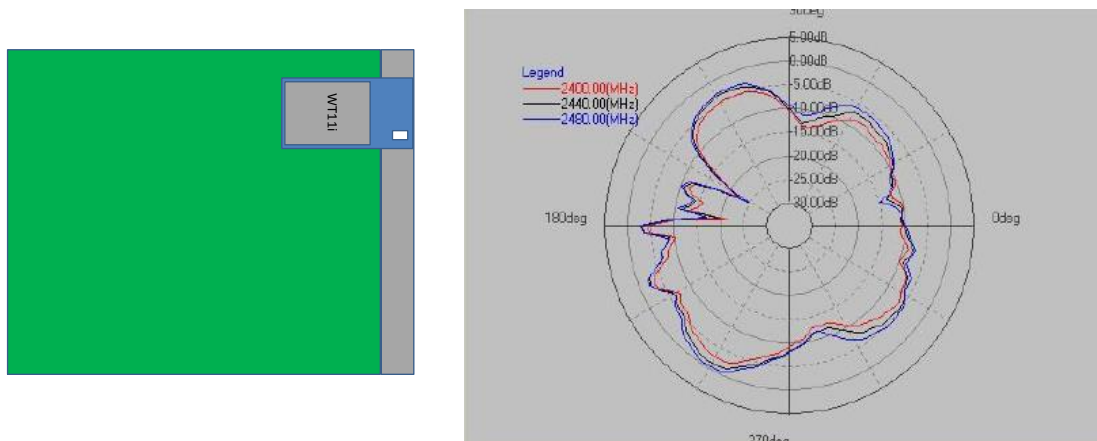 WT11i
90deg
5.00dB
0.00dB
-5.00dB
-10.00dB
-15.00dB
-20.00dB
-25.00dB
-30.00dB
Legend
2400.00(MHz)
2440.00(MHz)
2480.00(MHz)
180deg
0deg
270deg